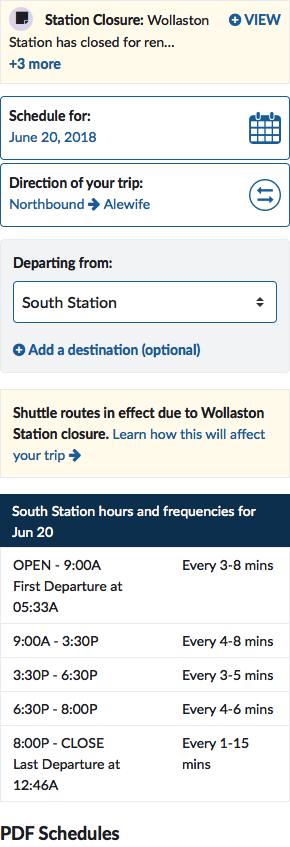 Station Closure: Wollaston
VIEW
Station has closed for ren...
+3 more
Schedule for:
June 20, 2018
Direction of your trip:
Northbound → Alewife
Departing from:
South Station
Add a destination (optional)
Shuttle routes in effect due to Wollaston
Station closure. Learn how this will affect
your trip →
South Station hours and frequencies for
Jun 20
OPEN - 9:00A
Every 3-8 mins
First Departure at
05:33A
9:00A - 3:30P
Every 4-8 mins
3:30P - 6:30P
Every 3-5 mins
6:30P - 8:00P
Every 4-6 mins
8:00P - CLOSE
Every 1-15
Last Departure at
mins
12:46A
PDF Schedules